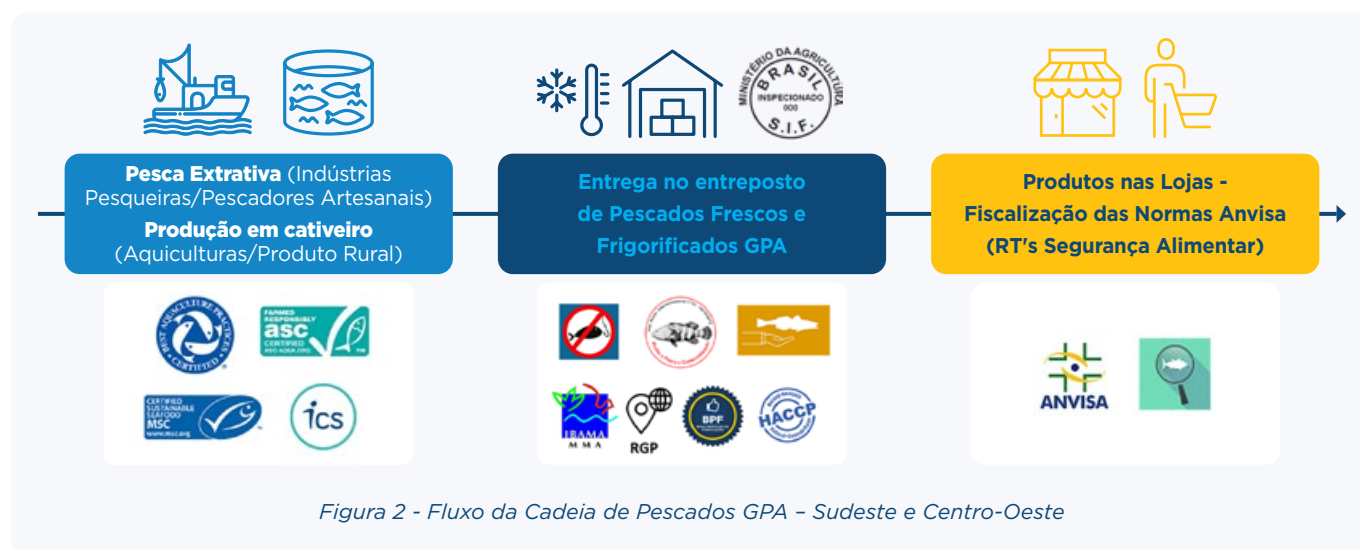 MINISTÉRIO DA AGRICULTURA
BRASIL
INSPECIONADO
000
S.I.F.
Pesca Extrativa (Indústrias
Pesqueiras/Pescadores Artesanais)
Produção em cativeiro
(Aquiculturas/Produto Rural)
Entrega no entreposto
de Pescados Frescos e
Frigorificados GPA
Produtos nas Lojas -
Fiscalização das Normas Anvisa
(RT's Segurança Alimentar)
BEST AQUACULTURE PRACTICES
CERTIFIED
FARMED
RESPONSIBLY
asc
CERTIFIED
ASC-AQUA.ORG
TM
CERTIFIED
SUSTAINABLE
SEAFOOD
MSC
www.msc.org
ics
IBAMA
M M A
RGP
BPF
HACCP
ANVISA
Figura 2 - Fluxo da Cadeia de Pescados GPA – Sudeste e Centro-Oeste